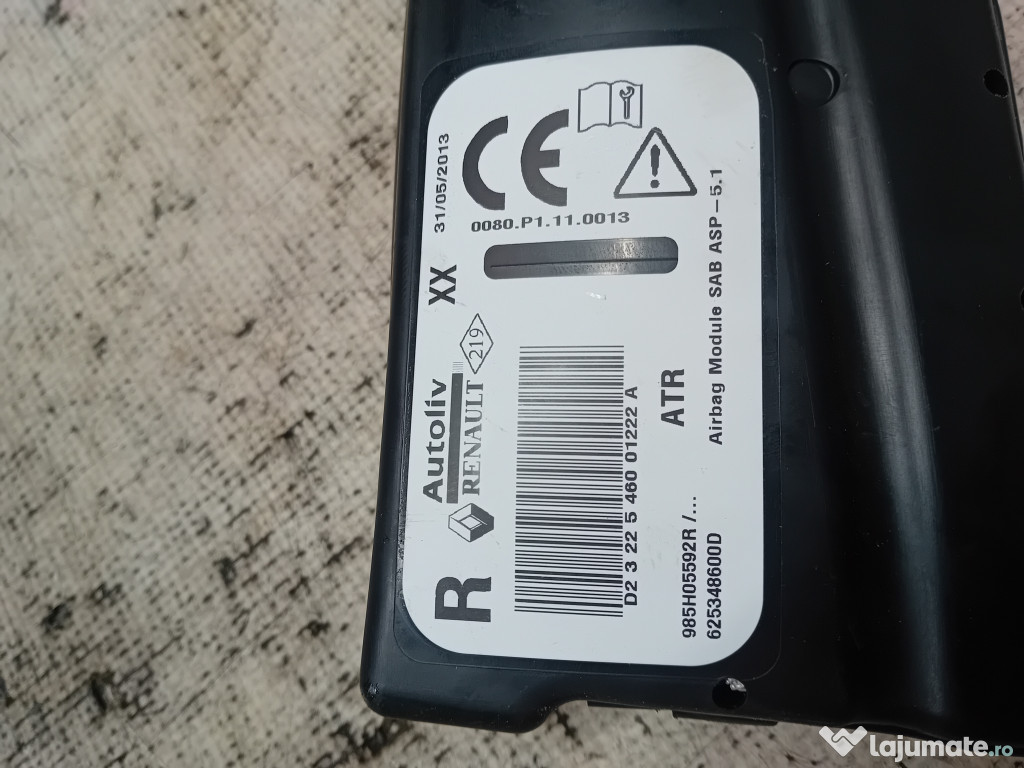 R
Autoliv
RENAULT
219
XX
31/05/2013
CE
0080.P1.11.0013
D2 3 22 5 460 01222 A
ATR
985H05592R /...
625348600D
Airbag Module SAB ASP-5.1
Lajumate.ro